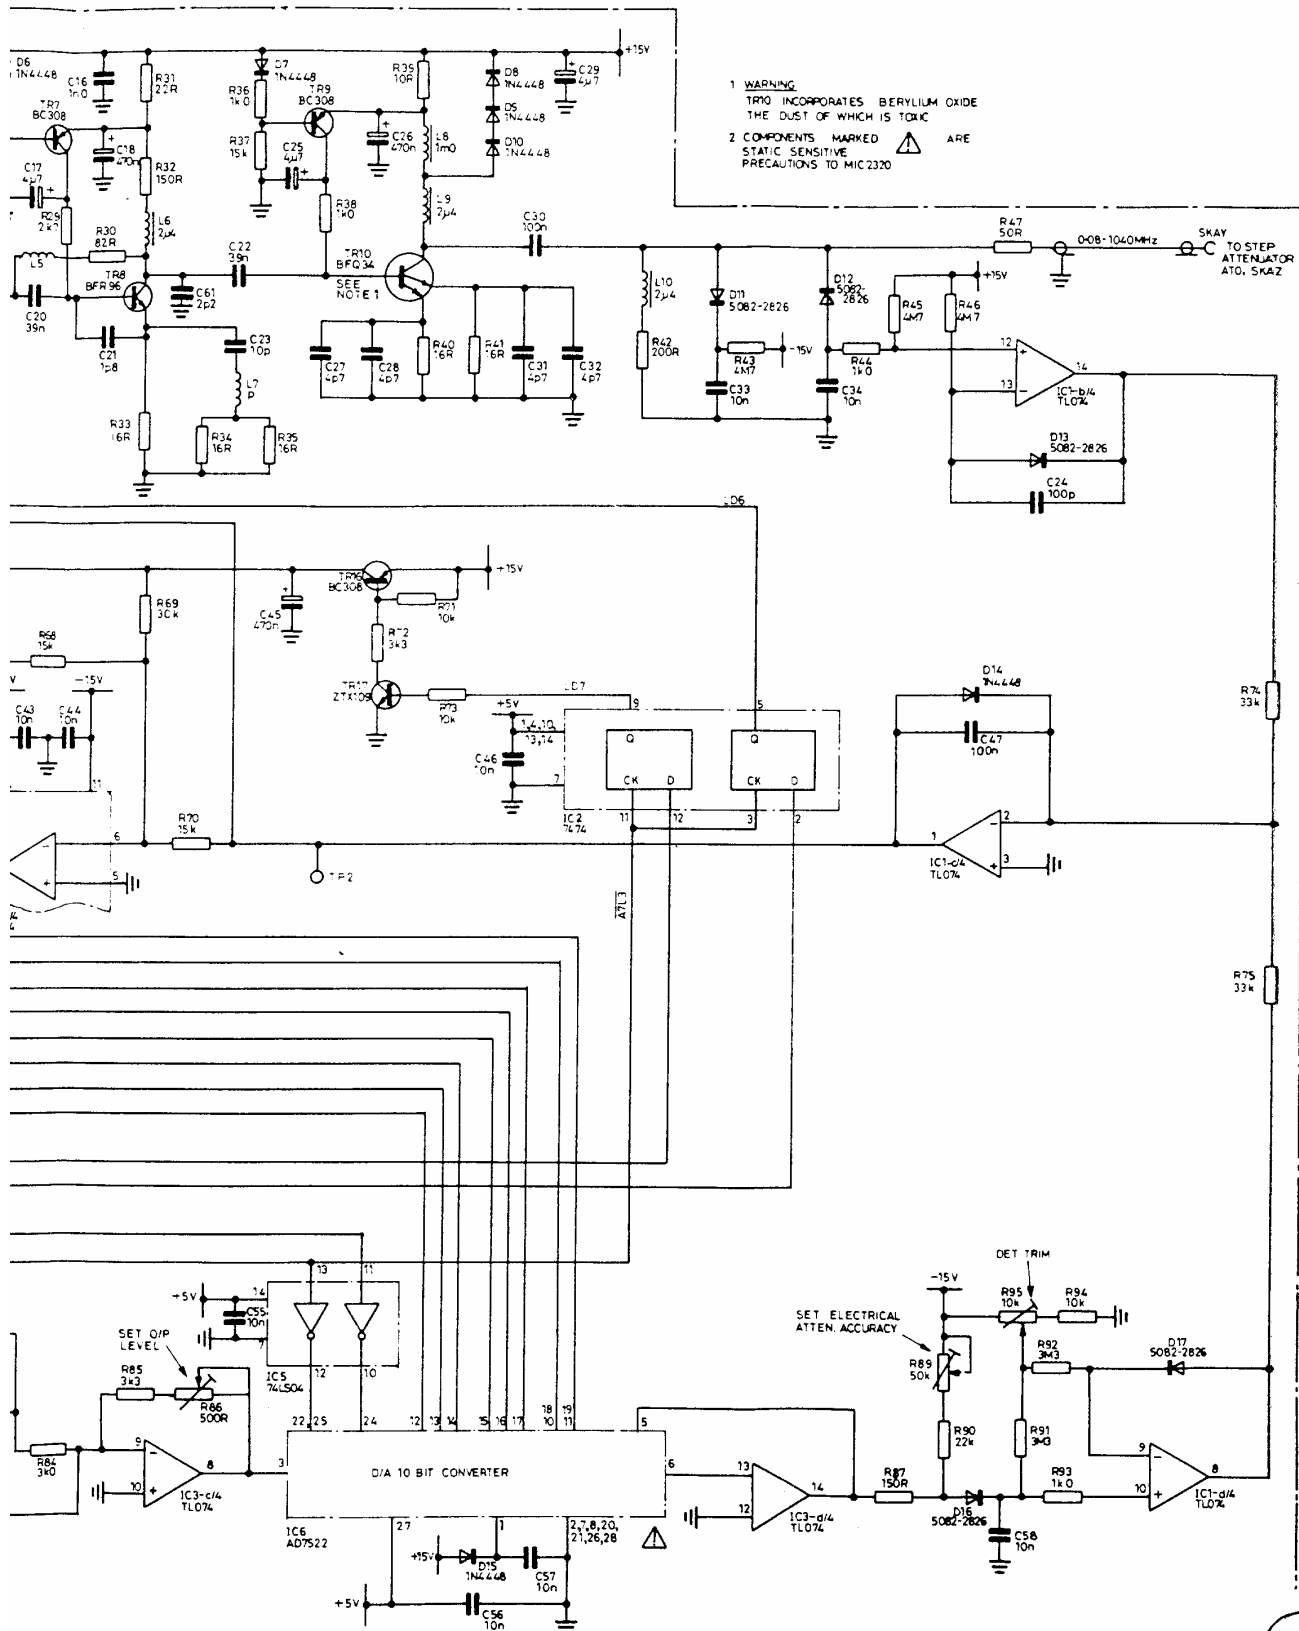 D6
1N4448
C16
1n0
R31
22R
D7
1N4448
R36
1k0
TR9
BC308
R39
10R
D8
1N4448
C29
4µ7
+15V
TR7
BC308
R37
15k
C25
4µ7
C26
470n
L8
1m0
D9
1N4448
D10
1N4448
C18
470n
R32
150R
C17
4µ7
R29
R38
1k0
L9
2µ4
L6
2µ4
R30
82R
L5
C20
39n
TR8
BFR96
C22
39n
C61
2p2
C21
1p8
C23
10p
L7
P
R33
16R
R34
16R
R35
16R
TR10
BFQ34
SEE
NOTE 1
C30
100n
C27
4p7
C28
4p7
R40
16R
R41
16R
C31
4p7
C32
4p7
1 WARNING
TR10 INCORPORATES BERYLIUM OXIDE
THE DUST OF WHICH IS TOXIC
2 COMPONENTS MARKED ARE
STATIC SENSITIVE
PRECAUTIONS TO MIC2320
R47
50R
0·08-1040MHz
SKAY
TO STEP
ATTENUATOR
ATO, SKAZ
L10
2µ4
R42
200R
D11
5082-2826
D12
5082-
2826
R43
4M7
-15V
C33
10n
C34
10n
R44
1k0
R45
4M7
R46
4M7
+15V
12
+
13
-
14
IC1-b/4
TL074
D13
5082-2826
C24
100p
LD6
R69
30k
R68
15k
C45
470n
TR16
BC308
+15V
R71
10k
R72
3k3
TR17
ZTX109
R73
10k
LD7
-15V
C43
10n
C44
10n
11
+5V
1,4,10,
13,14
C46
10n
7
9
5
Q
Q
CK D
CK D
IC2
7474
11
12
3
2
D14
1N4448
C47
100n
R74
33k
6
-
5
+
R70
15k
TP2
1
2
-
3
+
IC1-c/4
TL074
A7L3
R75
33k
+5V
14
C55
10n
7
13
11
12
10
IC5
74LS04
SET O/P
LEVEL
R85
3k3
R86
500R
R84
3k0
9
-
10
+
8
IC3-c/4
TL074
22
25
24
12
13
14
15
16
17
18
10
19
11
5
3
D/A 10 BIT CONVERTER
6
IC6
AD7522
27
1
2,7,8,20,
21,26,28
+15V
D15
1N4448
C57
10n
+5V
C56
10n
13
-
12
+
14
IC3-d/4
TL074
R87
150R
DET TRIM
-15V
R95
10k
R94
10k
SET ELECTRICAL
ATTEN. ACCURACY
R89
50k
R90
22k
R92
3M3
D17
5082-2826
R91
3M3
R93
1k0
D16
5082-2826
C58
10n
9
-
10
+
8
IC1-d/4
TL074